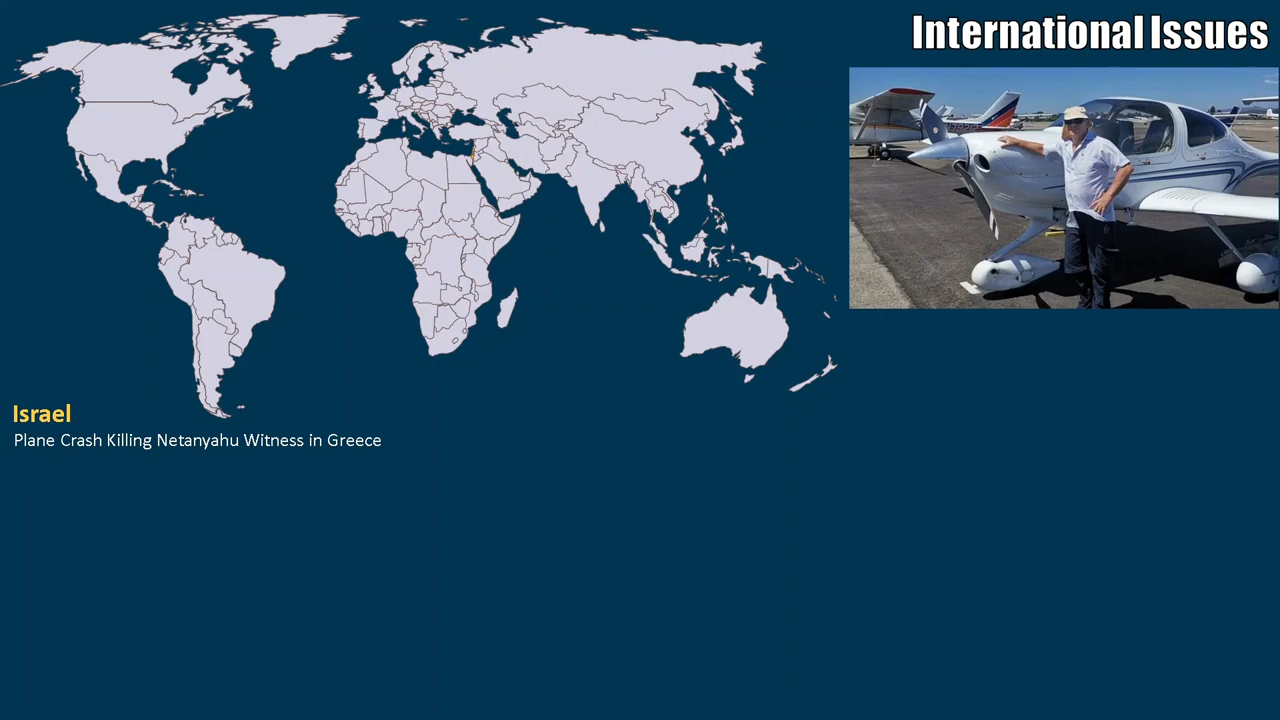 International Issues
Israel
Plane Crash Killing Netanyahu Witness in Greece